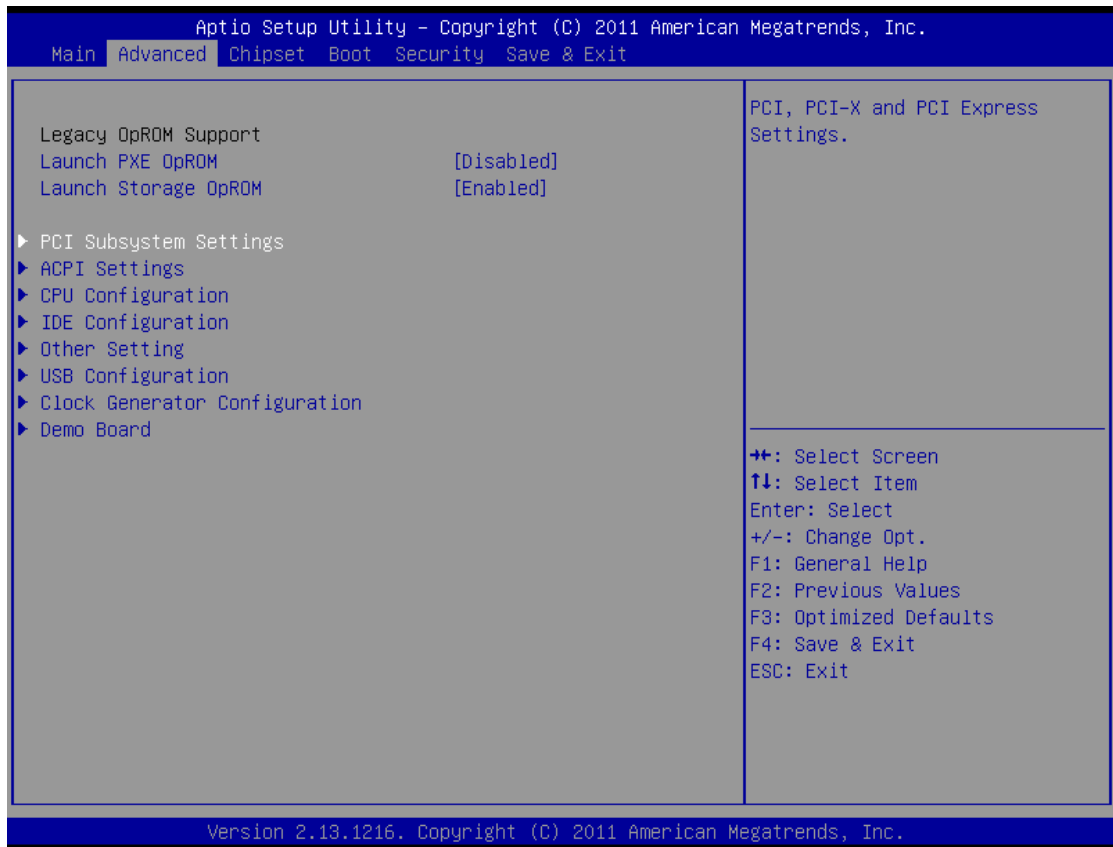 Aptio Setup Utility – Copyright (C) 2011 American Megatrends, Inc.
Main Advanced Chipset Boot Security Save & Exit
Legacy OpROM Support
Launch PXE OpROM [Disabled]
Launch Storage OpROM [Enabled]
▶ PCI Subsystem Settings
▶ ACPI Settings
▶ CPU Configuration
▶ IDE Configuration
▶ Other Setting
▶ USB Configuration
▶ Clock Generator Configuration
▶ Demo Board
PCI, PCI-X and PCI Express
Settings.
→←: Select Screen
↑↓: Select Item
Enter: Select
+/-: Change Opt.
F1: General Help
F2: Previous Values
F3: Optimized Defaults
F4: Save & Exit
ESC: Exit
Version 2.13.1216. Copyright (C) 2011 American Megatrends, Inc.